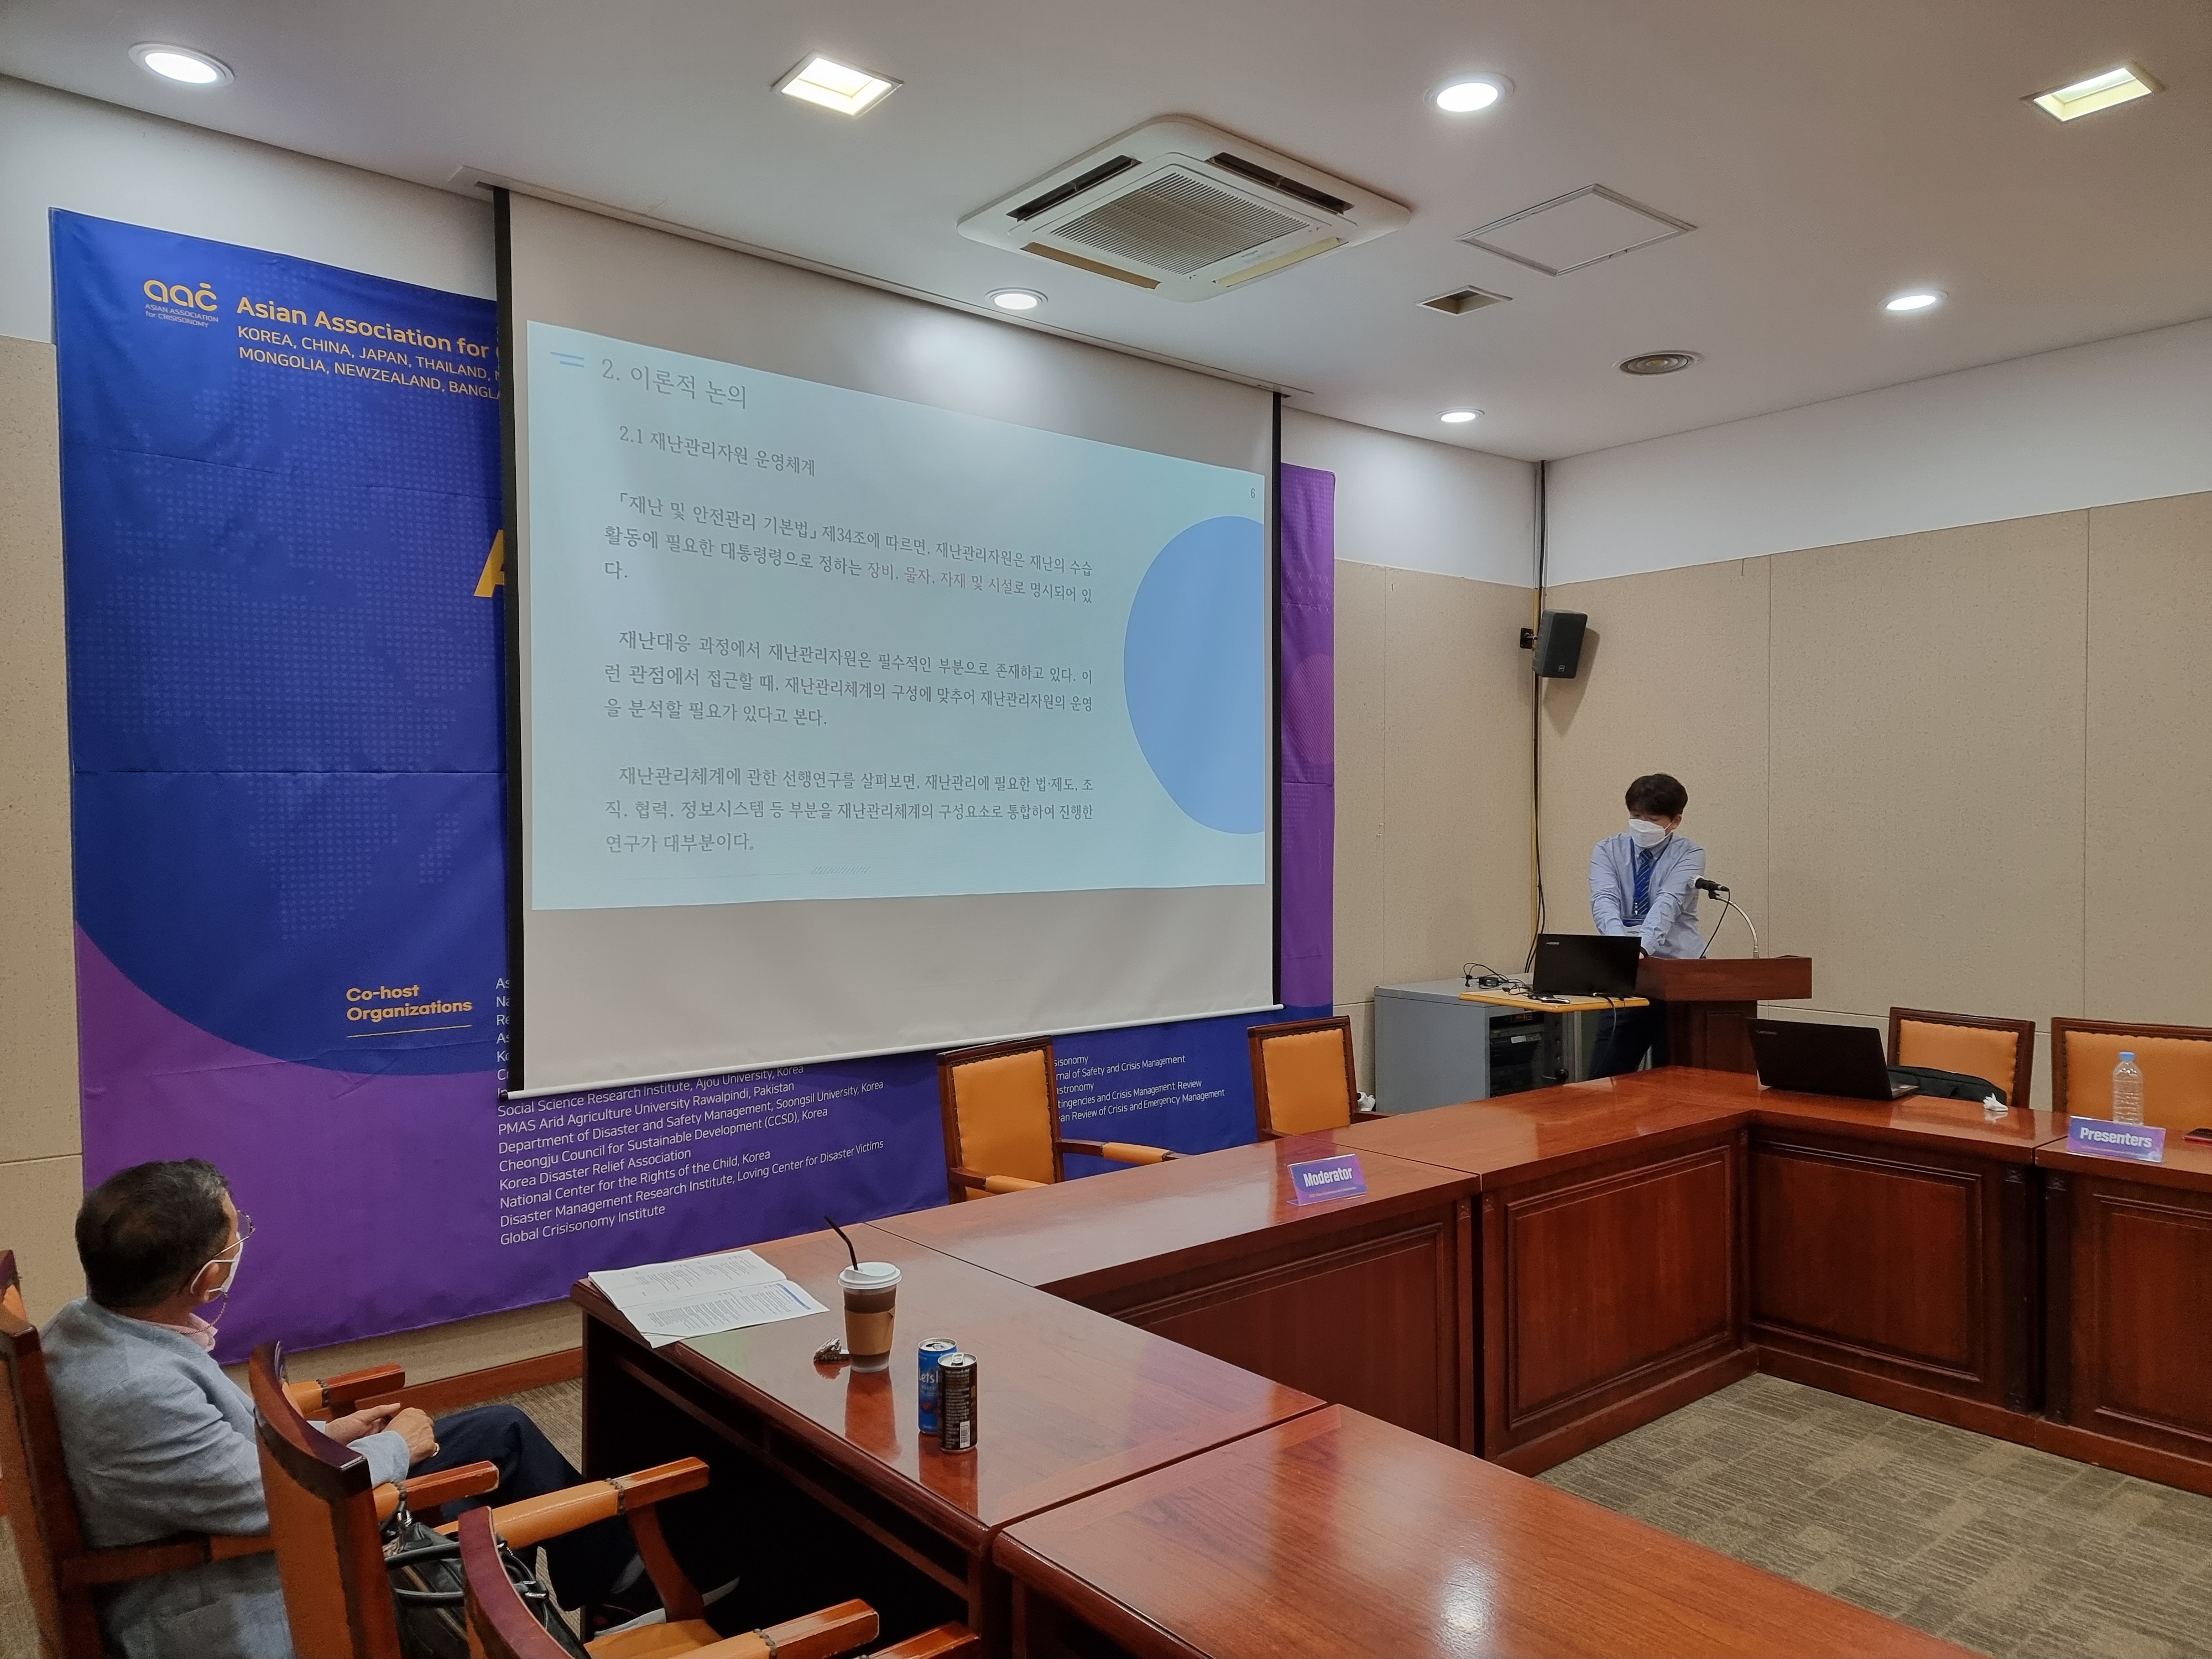 aac
ASIAN ASSOCIATION
for CRISISONOMY
Asian Association for
KOREA, CHINA, JAPAN, THAILAND,
MONGOLIA, NEWZEALAND,
2. 이론적 논의
2.1 재난관리자원 운영체계
6
「재난 및 안전관리 기본법」 제34조에 따르면, 재난관리자원은 재난의 수습
활동에 필요한 대통령령으로 정하는 장비, 물자, 자재 및 시설로 명시되어 있
다.
재난대응 과정에서 재난관리자원은 필수적인 부분으로 존재하고 있다. 이
런 관점에서 접근할 때, 재난관리체계의 구성에 맞추어 재난관리자원의 운영
을 분석할 필요가 있다고 본다.
재난관리체계에 관한 선행연구를 살펴보면, 재난관리에 필요한 법·제도, 조
직, 협력, 정보시스템 등 부분을 재난관리체계의 구성요소로 통합하여 진행한
연구가 대부분이다.
Co-host
Organizations
Social Science Research Institute, Ajou University, Korea
PMAS Arid Agriculture University Rawalpindi, Pakistan
Department of Disaster and Safety Management, Soongsil University, Korea
Cheongju Council for Sustainable Development (CCSD), Korea
Korea Disaster Relief Association
National Center for the Rights of the Child, Korea
Disaster Management Research Institute, Loving Center for Disaster Victims
Global Crisisonomy Institute
of Safety and Crisis Management
and Crisis Management Review
Review of Crisis and Emergency Management
Moderator
Presenters